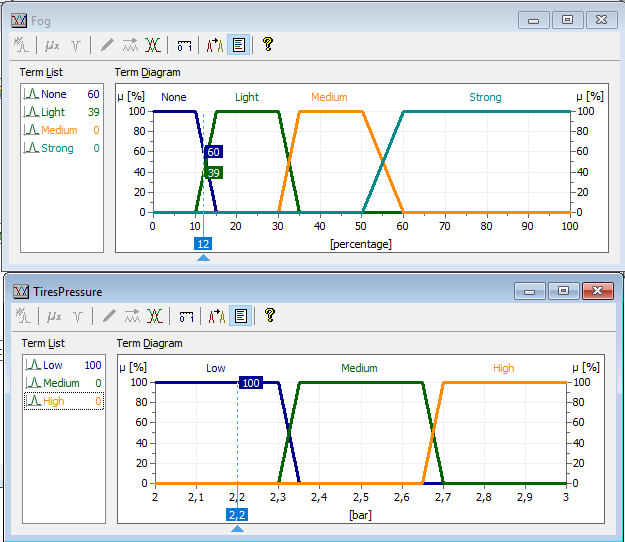 Fog
Term List
Term Diagram
None 60
Light 39
Medium 0
Strong 0
µ [%] None Light Medium Strong µ [%]
100 100
80 80
60 60
60
40 40
39
20 20
0 0
0 10 20 30 40 50 60 70 80 90 100
12 [percentage]
TiresPressure
Term List
Term Diagram
Low 100
Medium 0
High 0
µ [%] Low Medium High µ [%]
100 100 100
80 80
60 60
40 40
20 20
0 0
2 2,1 2,2 2,3 2,4 2,5 2,6 2,7 2,8 2,9 3
2,2 [bar]